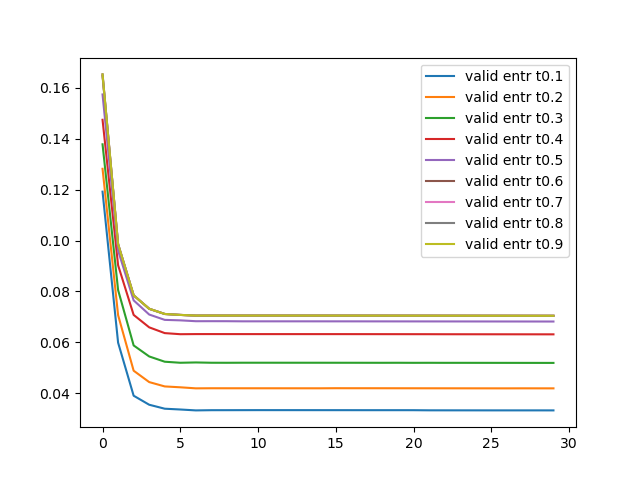 0.16
0.14
0.12
0.10
0.08
0.06
0.04
0
5
10
15
20
25
30
valid entr t0.1
valid entr t0.2
valid entr t0.3
valid entr t0.4
valid entr t0.5
valid entr t0.6
valid entr t0.7
valid entr t0.8
valid entr t0.9